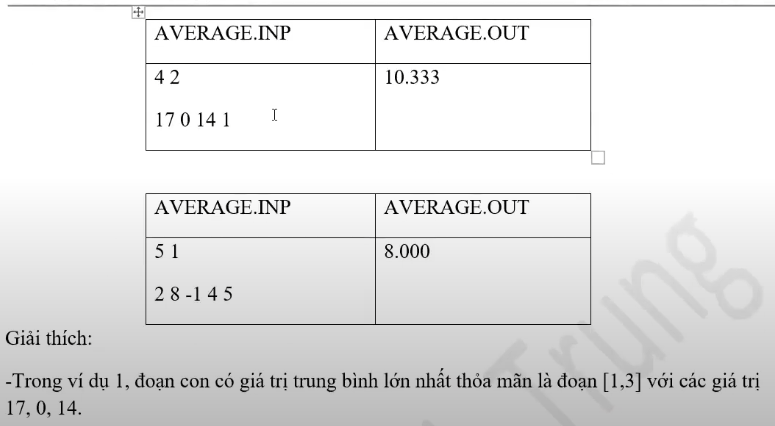 AVERAGE.INP AVERAGE.OUT
4 2 10.333
17 0 14 1
AVERAGE.INP AVERAGE.OUT
5 1 8.000
2 8 -1 4 5
Giải thích:
-Trong ví dụ 1, đoạn con có giá trị trung bình lớn nhất thỏa mãn là đoạn [1,3] với các giá trị
17, 0, 14.
Trung